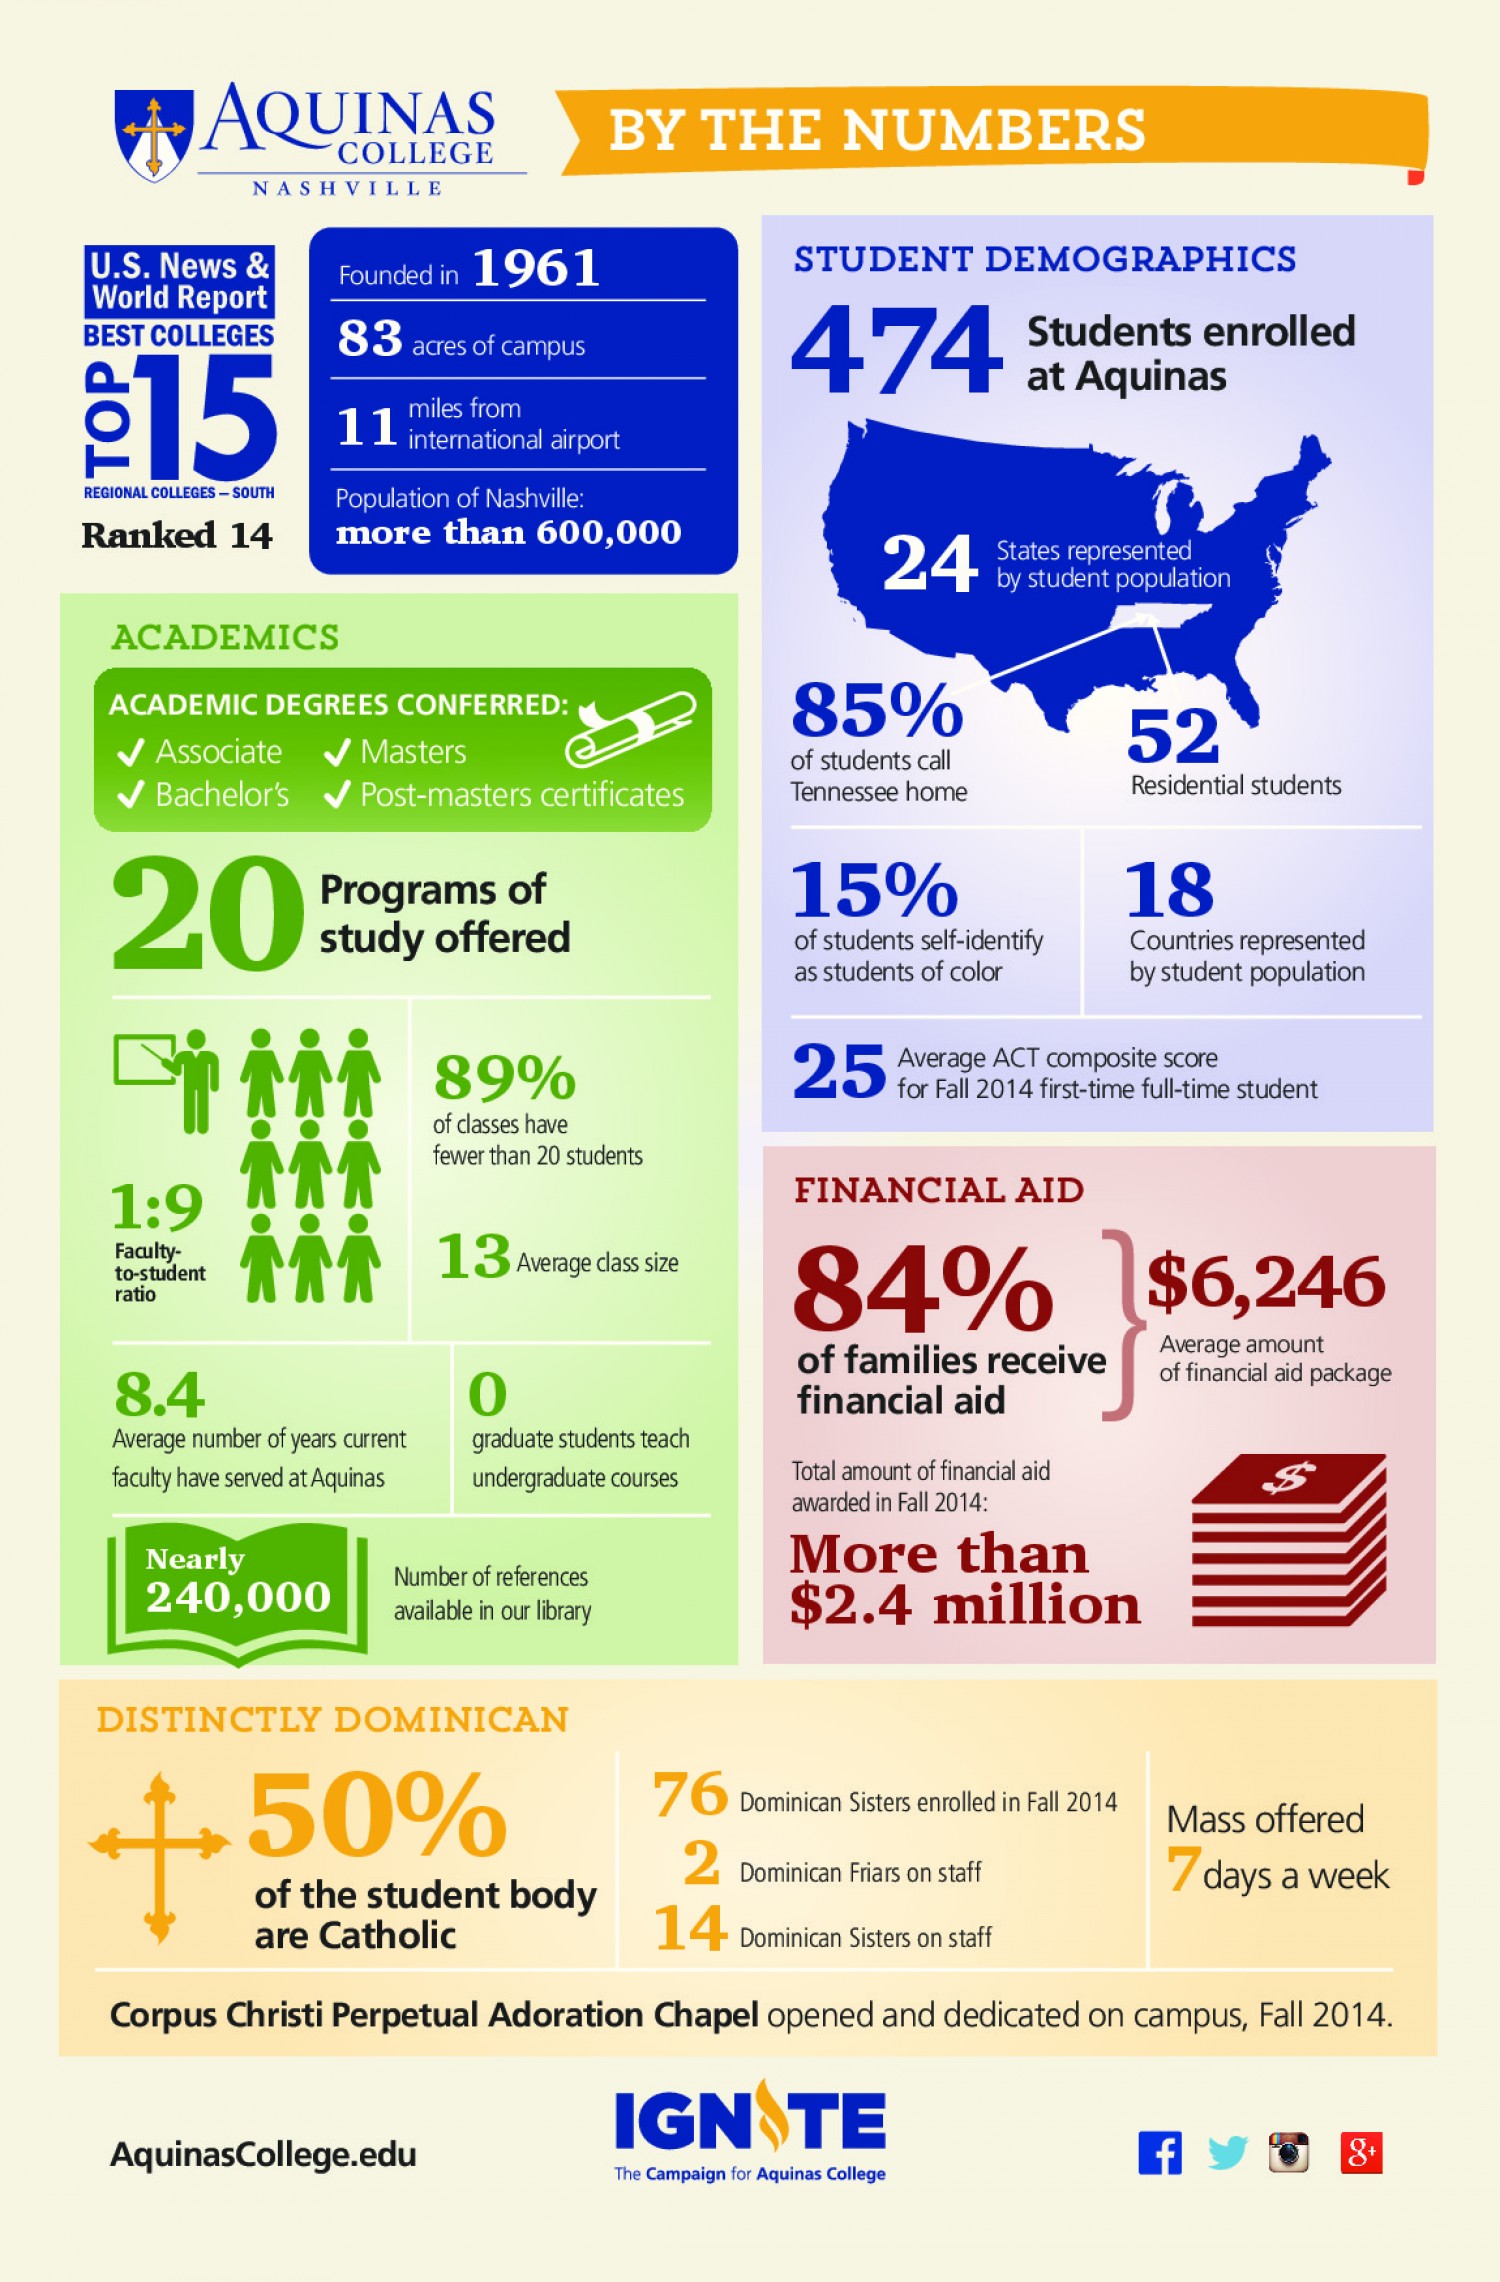 AQUINAS
COLLEGE
NASHVILLE
BY THE NUMBERS
U.S. News &
World Report
BEST COLLEGES
TOP 15
REGIONAL COLLEGES – SOUTH
Ranked 14
Founded in 1961
83 acres of campus
11 miles from
international airport
Population of Nashville:
more than 600,000
STUDENT DEMOGRAPHICS
474 Students enrolled
at Aquinas
24 States represented
by student population
85%
of students call
Tennessee home
52
Residential students
15%
of students self-identify
as students of color
18
Countries represented
by student population
25 Average ACT composite score
for Fall 2014 first-time full-time student
ACADEMICS
ACADEMIC DEGREES CONFERRED:
✓ Associate ✓ Masters
✓ Bachelor's ✓ Post-masters certificates
20 Programs of
study offered
1:9
Faculty-
to-student
ratio
89%
of classes have
fewer than 20 students
13 Average class size
8.4
Average number of years current
faculty have served at Aquinas
0
graduate students teach
undergraduate courses
Nearly
240,000
Number of references
available in our library
FINANCIAL AID
84%
of families receive
financial aid
$6,246
Average amount
of financial aid package
Total amount of financial aid
awarded in Fall 2014:
More than
$2.4 million
$
DISTINCTLY DOMINICAN
50%
of the student body
are Catholic
76 Dominican Sisters enrolled in Fall 2014
2 Dominican Friars on staff
14 Dominican Sisters on staff
Mass offered
7 days a week
Corpus Christi Perpetual Adoration Chapel opened and dedicated on campus, Fall 2014.
AquinasCollege.edu
IGNITE
The Campaign for Aquinas College
f
g+